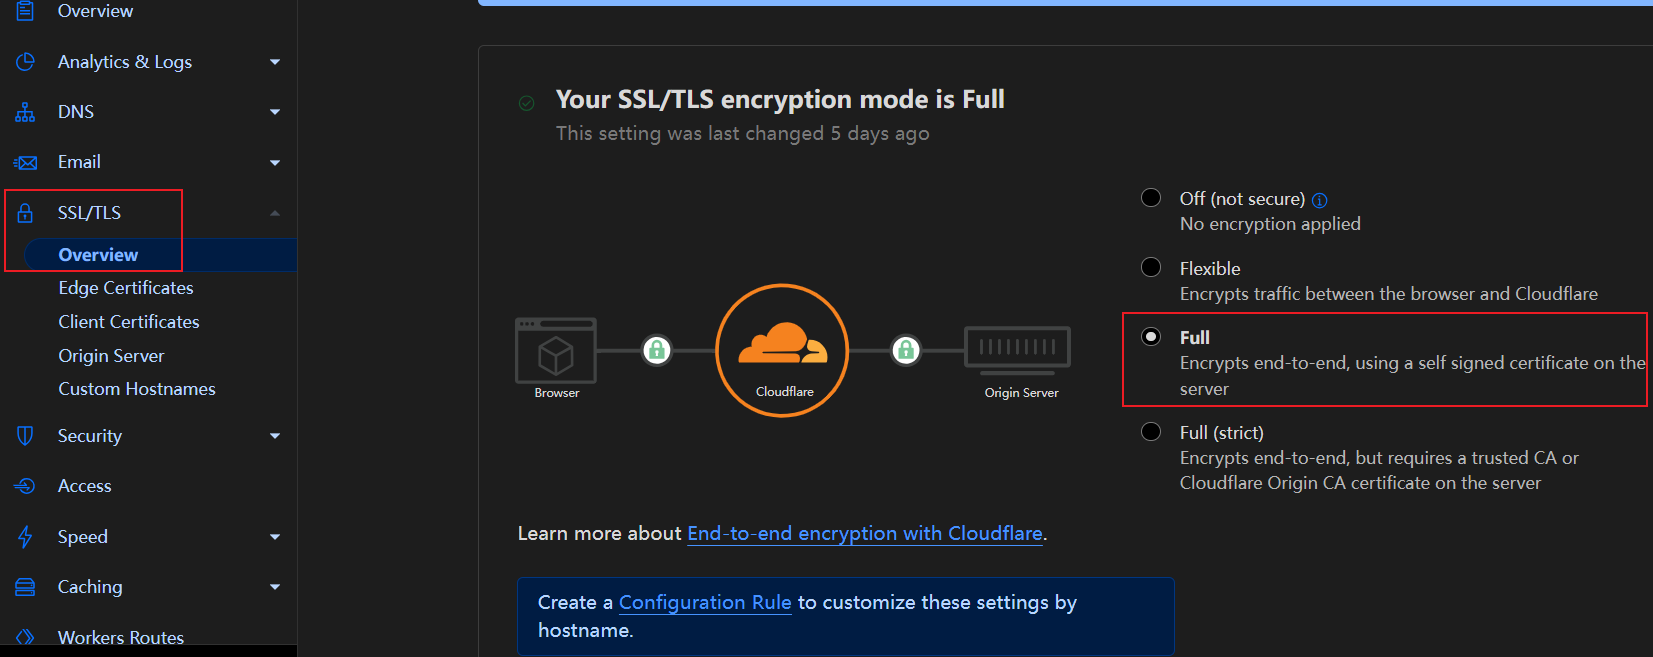 Overview
Analytics & Logs
DNS
Email
SSL/TLS
Overview
Edge Certificates
Client Certificates
Origin Server
Custom Hostnames
Security
Access
Speed
Caching
Workers Routes
Your SSL/TLS encryption mode is Full
This setting was last changed 5 days ago
Browser
Cloudflare
Origin Server
Off (not secure)
No encryption applied
Flexible
Encrypts traffic between the browser and Cloudflare
Full
Encrypts end-to-end, using a self signed certificate on the
server
Full (strict)
Encrypts end-to-end, but requires a trusted CA or
Cloudflare Origin CA certificate on the server
Learn more about End-to-end encryption with Cloudflare.
Create a Configuration Rule to customize these settings by
hostname.